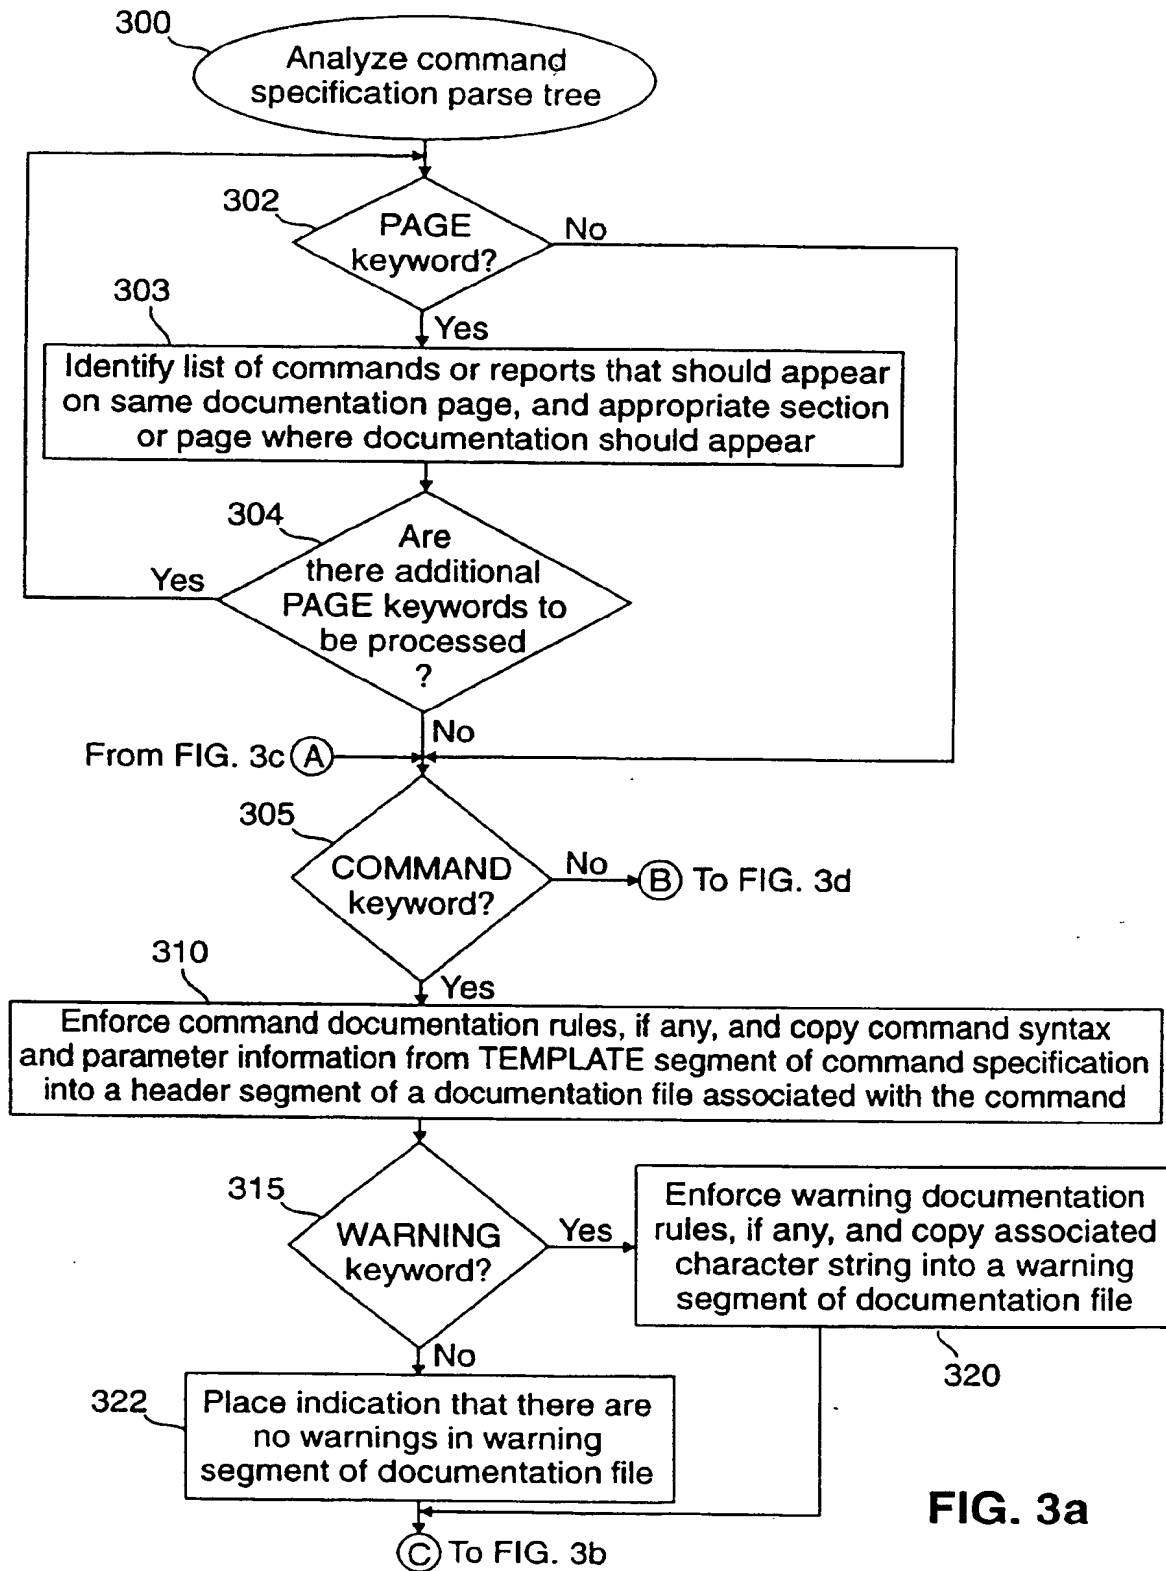 300
Analyze command
specification parse tree
302
PAGE
keyword?
No
303
Yes
Identify list of commands or reports that should appear
on same documentation page, and appropriate section
or page where documentation should appear
304
Are
there additional
PAGE keywords to
be processed
?
Yes
No
From FIG. 3c A
305
COMMAND
keyword?
No
B To FIG. 3d
310
Yes
Enforce command documentation rules, if any, and copy command syntax
and parameter information from TEMPLATE segment of command specification
into a header segment of a documentation file associated with the command
315
WARNING
keyword?
Yes
Enforce warning documentation
rules, if any, and copy associated
character string into a warning
segment of documentation file
320
No
322
Place indication that there are
no warnings in warning
segment of documentation file
FIG. 3a
C To FIG. 3b